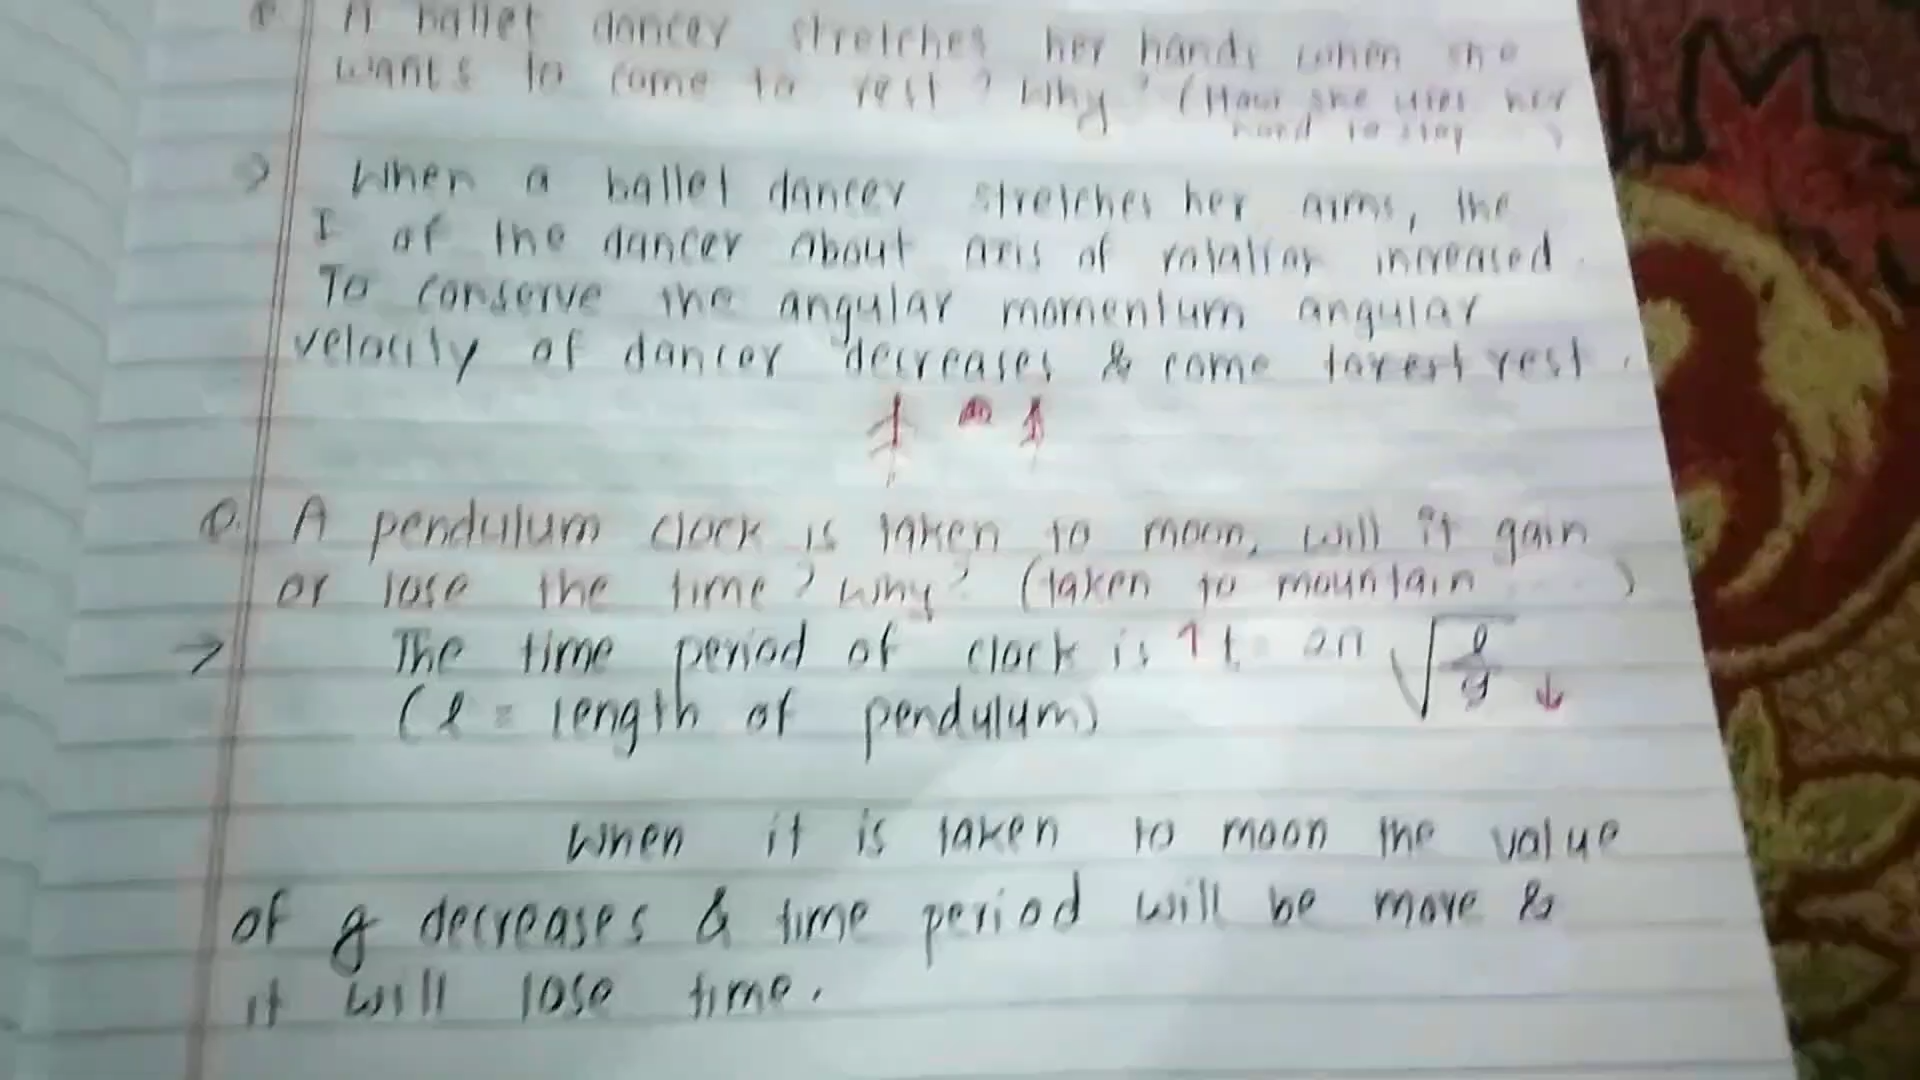 Q. A ballet dancer stretches her hands when she
wants to come to rest? Why? (How she uses her
hand to stop )
→ When a ballet dancer stretches her arms, the
I of the dancer about axis of rotation increased.
To conserve the angular momentum angular
velocity of dancer decreases & come to rest.
Q. A pendulum clock is taken to moon, will it gain
or lose the time? Why? (taken to mountain ....)
→ The time period of clock is ↑ t = 2π √(l/g) ↓
(l = length of pendulum)
When it is taken to moon the value
of g decreases & time period will be more &
it will lose time.